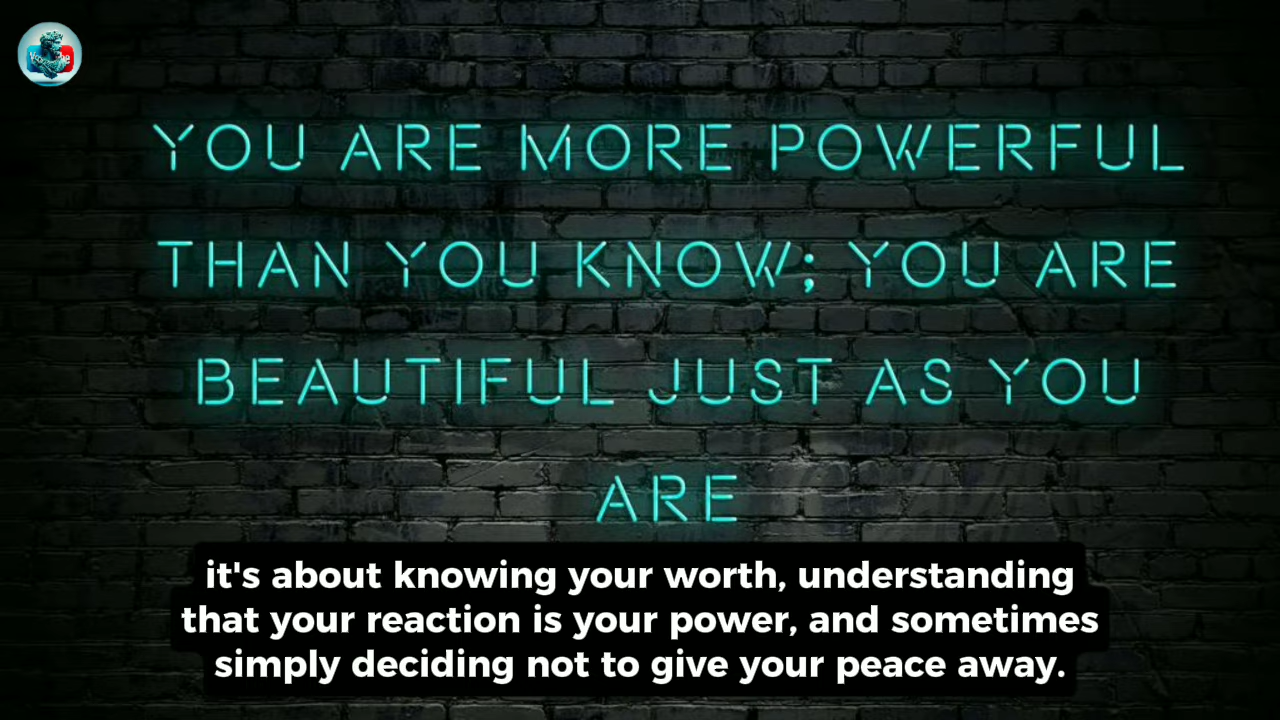 YOU ARE MORE POWERFUL
THAN YOU KNOW; YOU ARE
BEAUTIFUL JUST AS YOU
ARE
it's about knowing your worth, understanding
that your reaction is your power, and sometimes
simply deciding not to give your peace away.